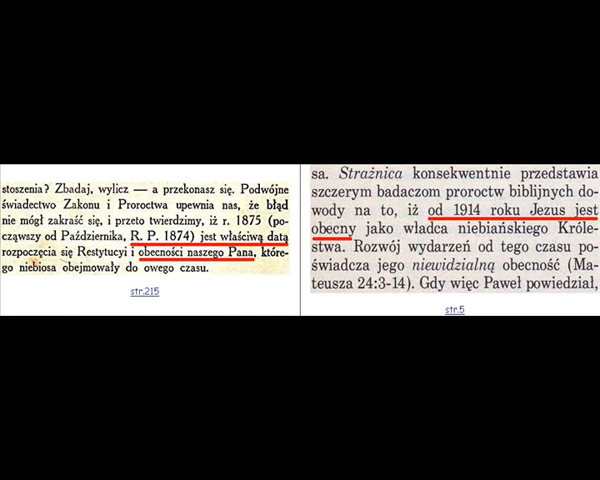 stoszenia? Zbadaj, wylicz — a przekonasz się. Podwójne
świadectwo Zakonu i Proroctwa upewnia nas, że błąd
nie mógł zakraść się, i przeto twierdzimy, iż r. 1875 (po-
cząwszy od Października, R. P. 1874) jest właściwą datą
rozpoczęcia się Restytucyi i obecności naszego Pana, które-
go niebiosa obejmowały do owego czasu.
str.215
sa. Strażnica konsekwentnie przedstawia
szczerym badaczom proroctw biblijnych do-
wody na to, iż od 1914 roku Jezus jest
obecny jako władca niebiańskiego Króle-
stwa. Rozwój wydarzeń od tego czasu po-
świadcza jego niewidzialną obecność (Ma-
teusza 24:3-14). Gdy więc Paweł powiedział,
str.5